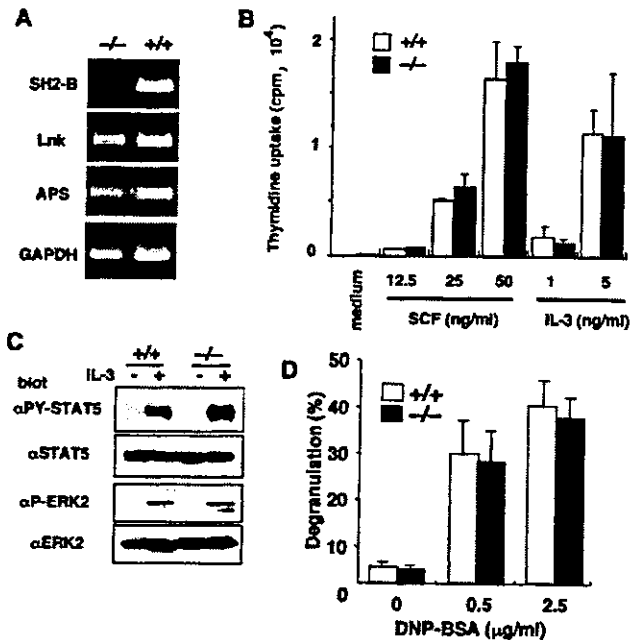 A
−/− +/+
SH2-B
Lnk
APS
GAPDH
B
Thymidine uptake (cpm, 10⁴)
2
1
0
+/+
−/−
medium
12.5 25 50 1 5
SCF (ng/ml) IL-3 (ng/ml)
C
+/+ −/−
blot IL-3 - + - +
αPY-STAT5
αSTAT5
αP-ERK2
αERK2
D
Degranulation (%)
50
40
30
20
10
0
+/+
−/−
0 0.5 2.5
DNP-BSA (μg/ml)